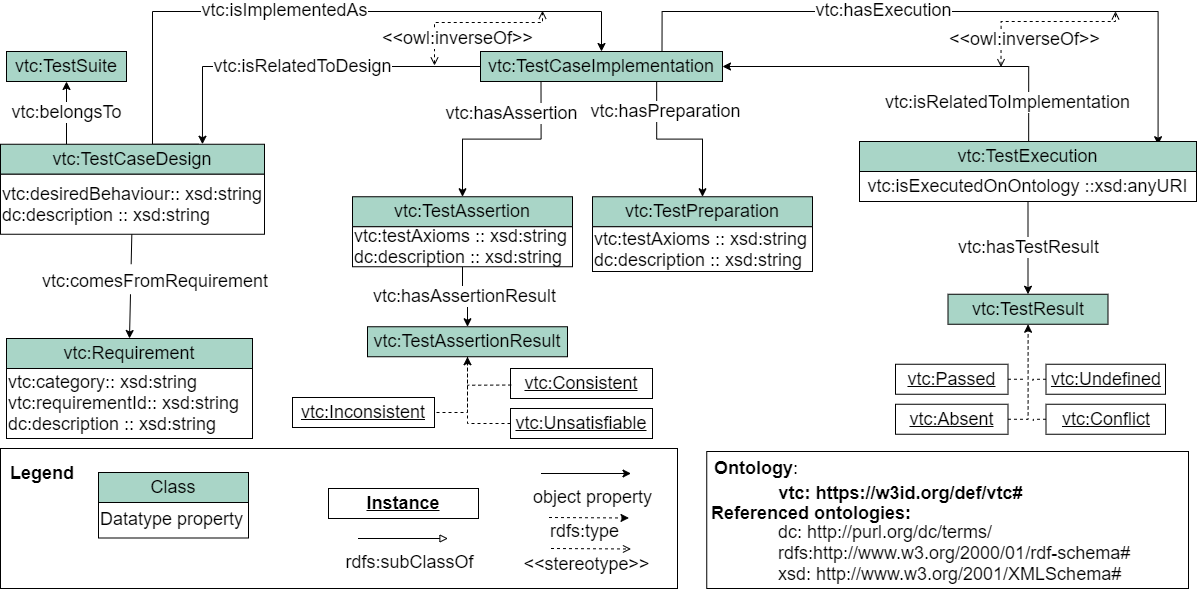 vtc:isImplementedAs
vtc:hasExecution
<<owl:inverseOf>>
<<owl:inverseOf>>
vtc:TestSuite
vtc:isRelatedToDesign
vtc:TestCaseImplementation
vtc:belongsTo
vtc:hasAssertion
vtc:hasPreparation
vtc:isRelatedToImplementation
vtc:TestCaseDesign
vtc:desiredBehaviour:: xsd:string
dc:description :: xsd:string
vtc:TestExecution
vtc:isExecutedOnOntology ::xsd:anyURI
vtc:TestAssertion
vtc:testAxioms :: xsd:string
dc:description :: xsd:string
vtc:TestPreparation
vtc:testAxioms :: xsd:string
dc:description :: xsd:string
vtc:hasTestResult
vtc:comesFromRequirement
vtc:hasAssertionResult
vtc:TestResult
vtc:TestAssertionResult
vtc:Requirement
vtc:category:: xsd:string
vtc:requirementId:: xsd:string
dc:description :: xsd:string
vtc:Consistent
vtc:Inconsistent
vtc:Unsatisfiable
vtc:Passed
vtc:Undefined
vtc:Absent
vtc:Conflict
Legend
Class
Datatype property
Instance
rdfs:subClassOf
object property
rdfs:type
<<stereotype>>
Ontology:
vtc: https://w3id.org/def/vtc#
Referenced ontologies:
dc: http://purl.org/dc/terms/
rdfs:http://www.w3.org/2000/01/rdf-schema#
xsd: http://www.w3.org/2001/XMLSchema#